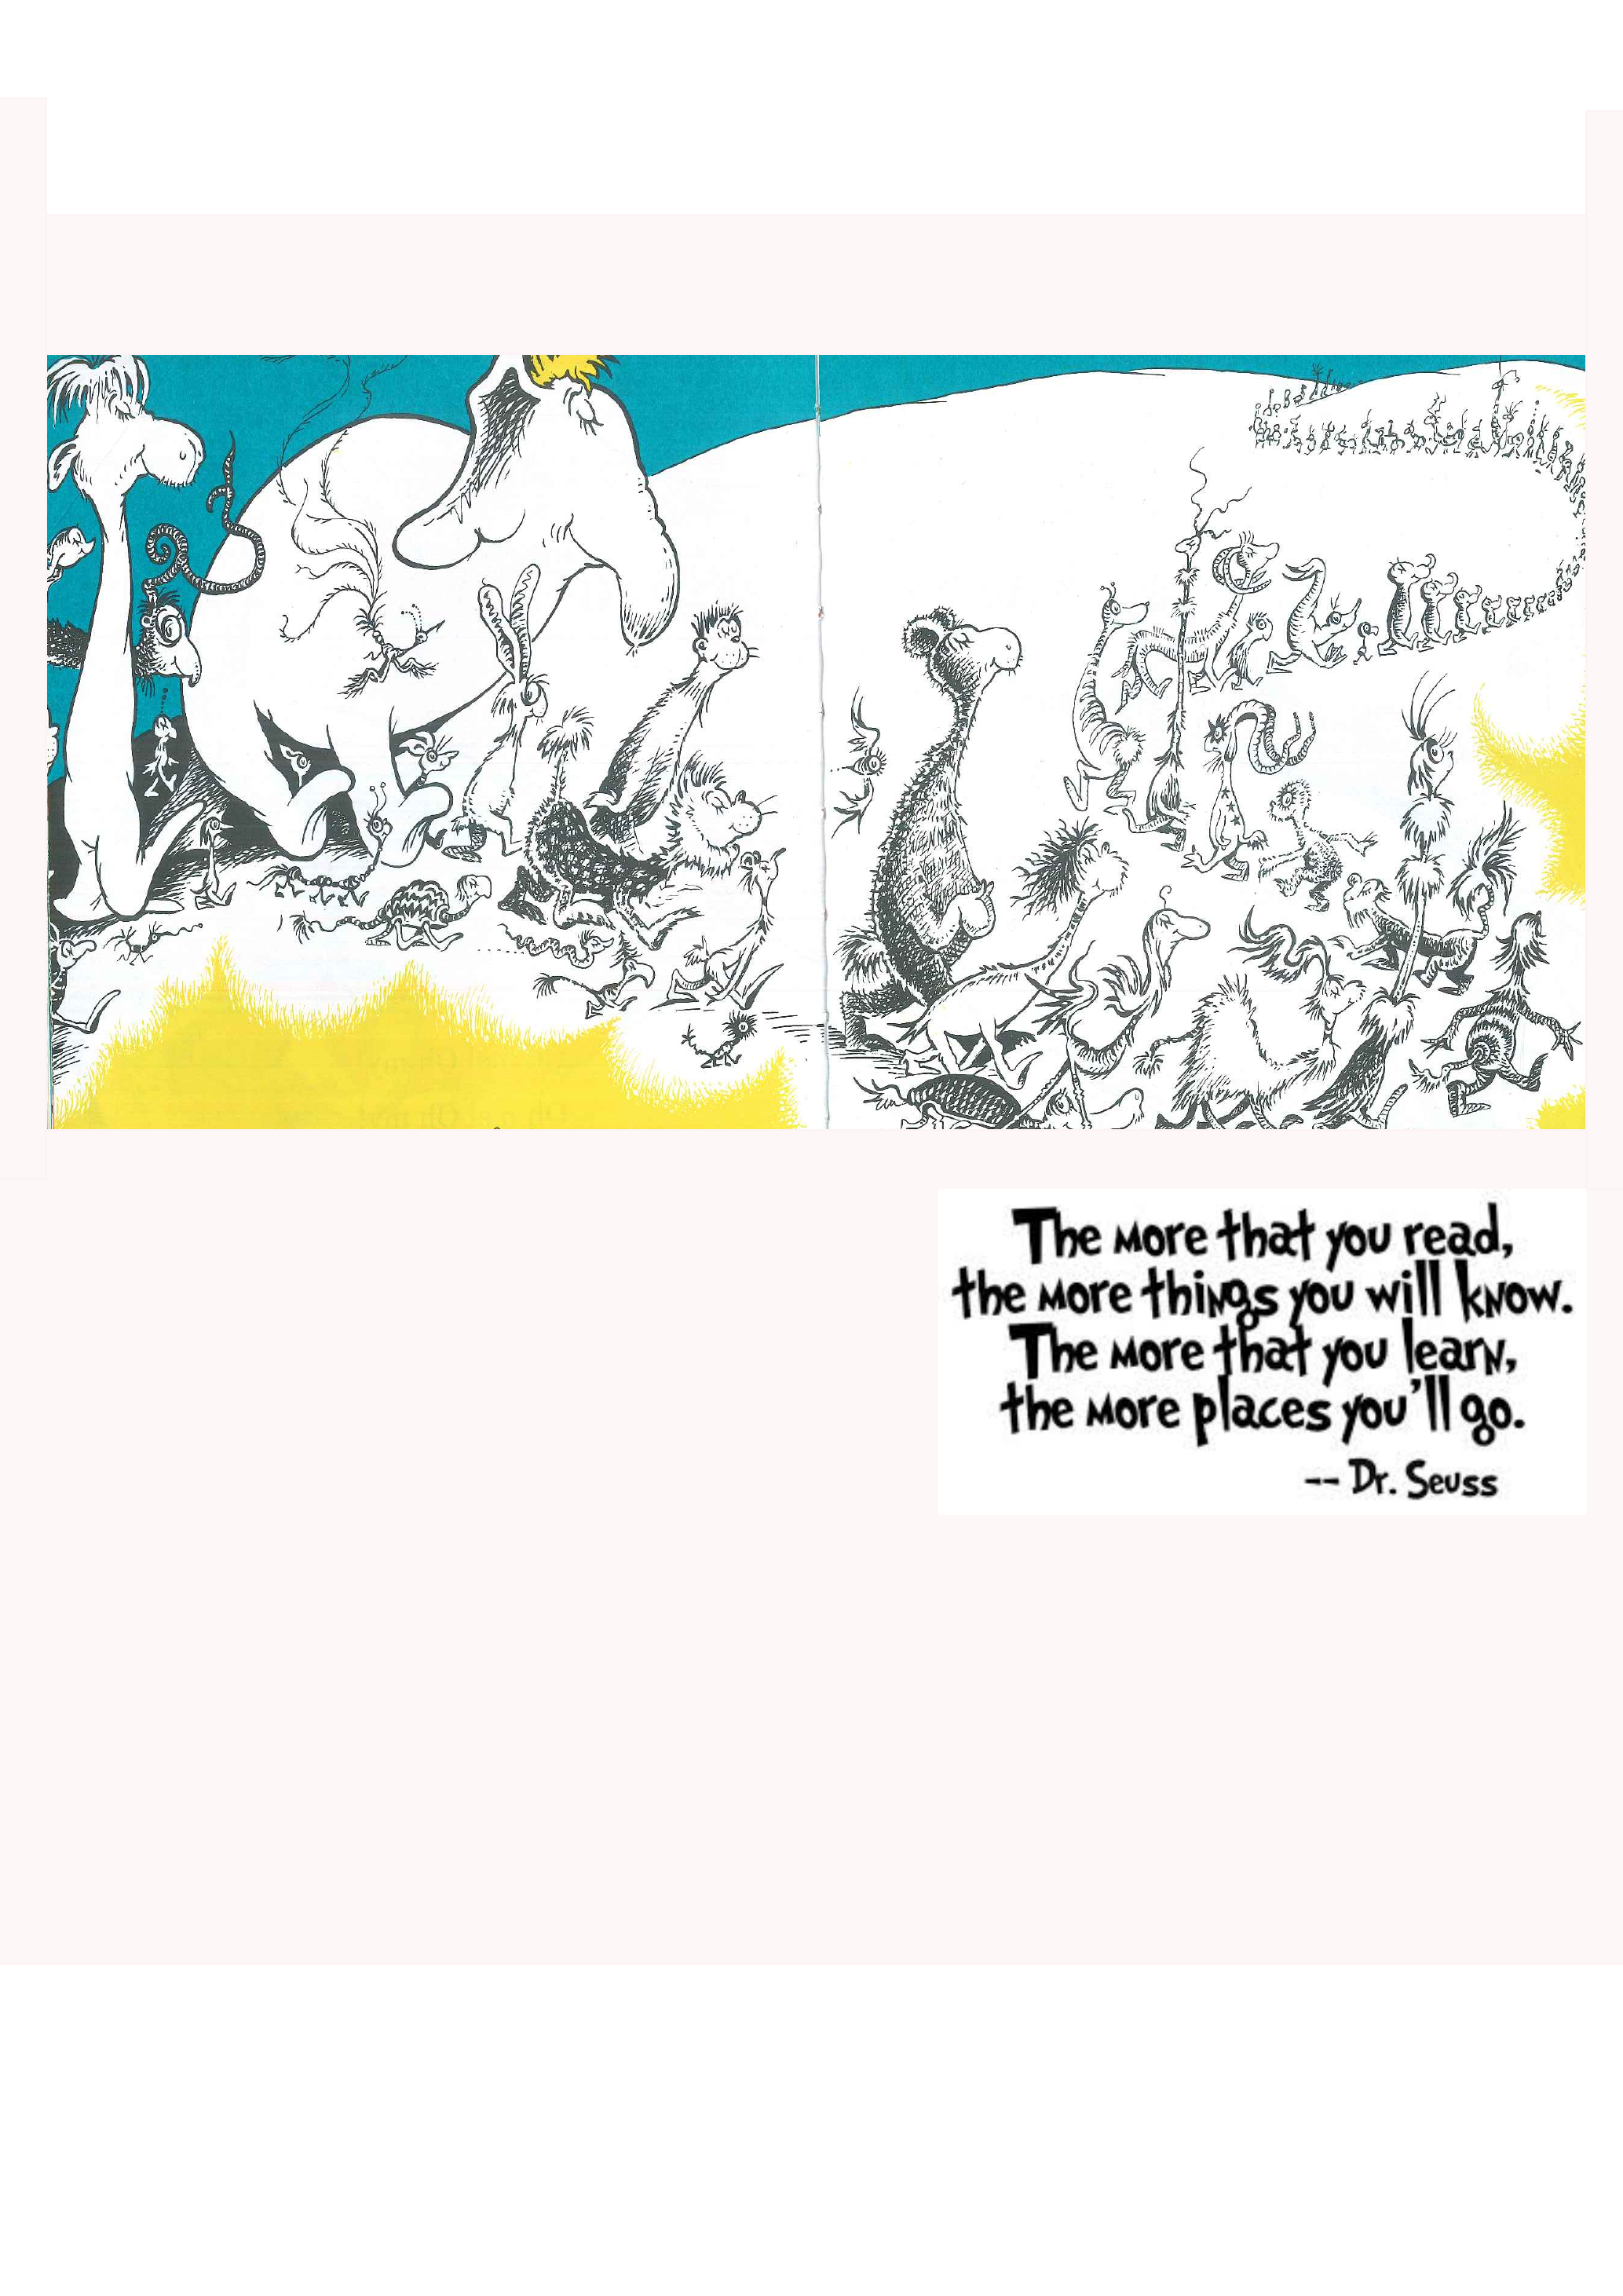 The more that you read,
the more things you will know.
The more that you learn,
the more places you'll go.
-- Dr. Seuss